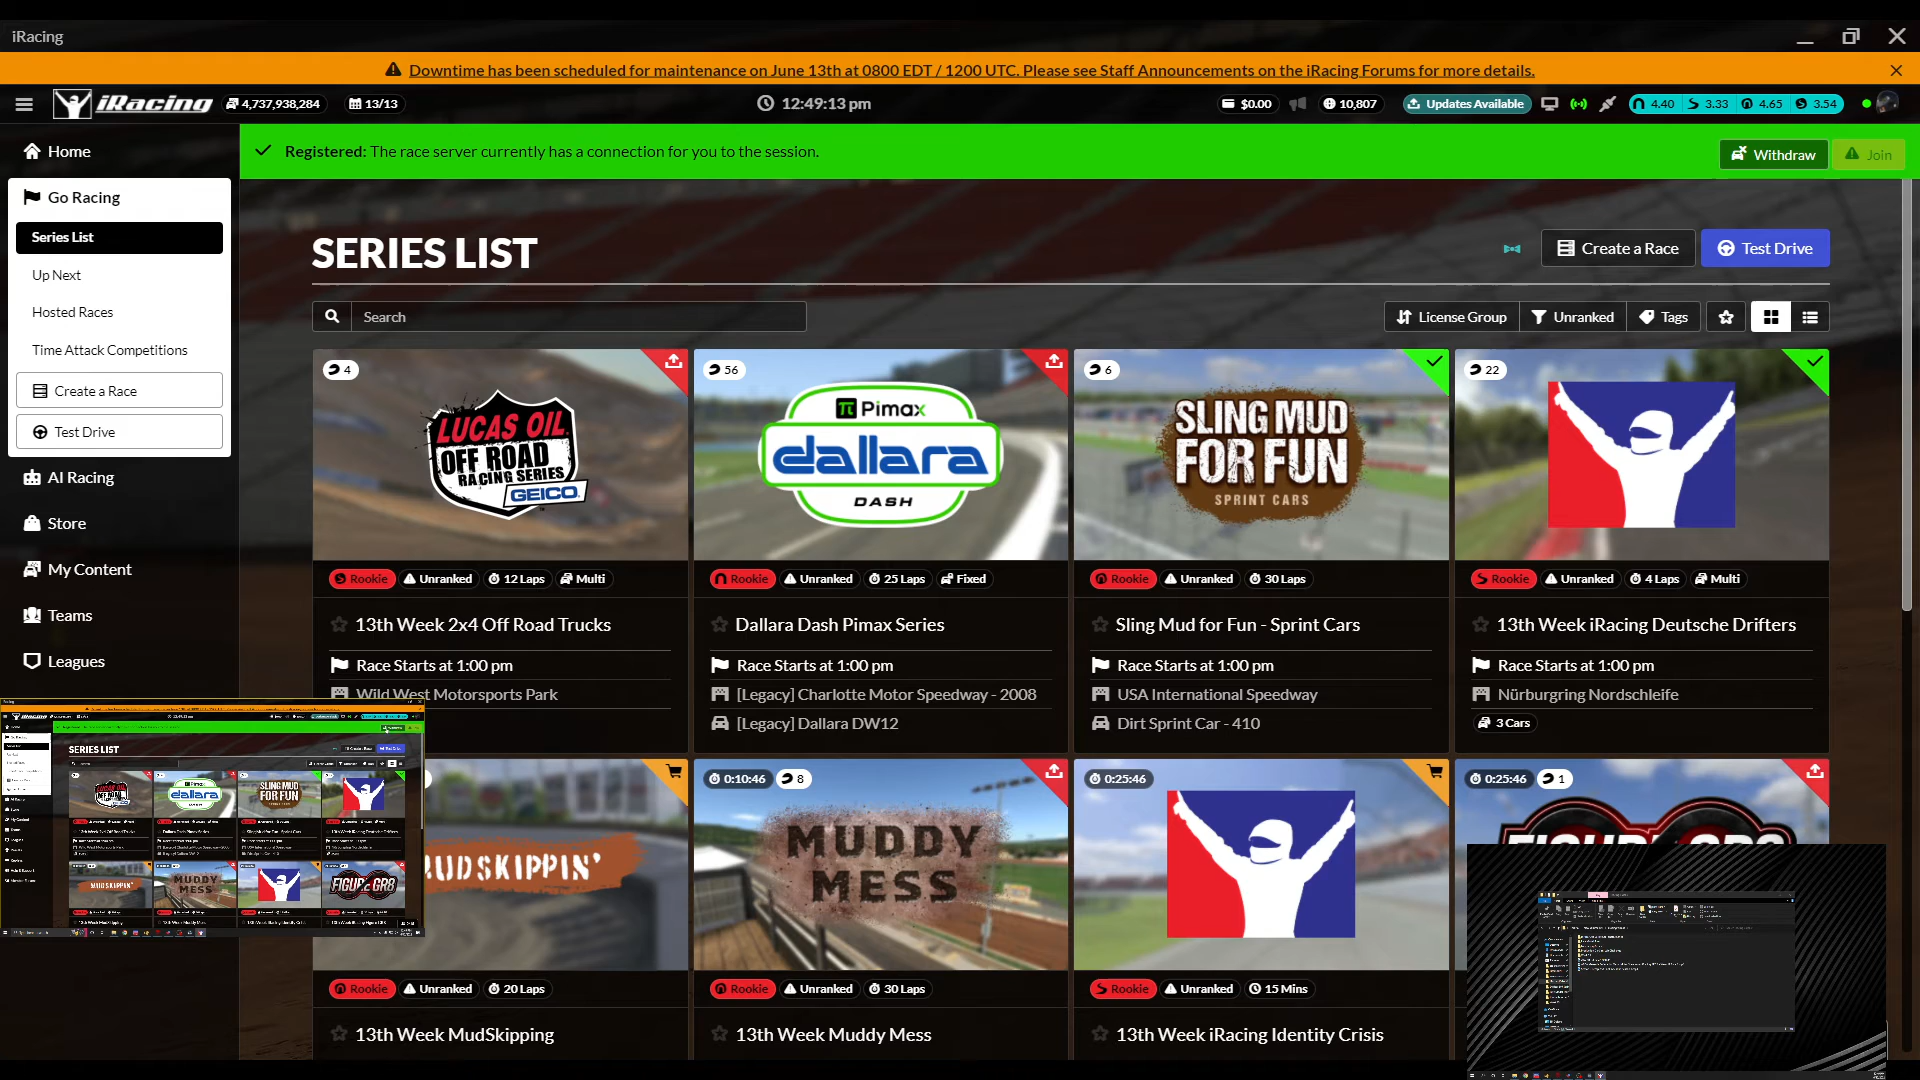 iRacing
Downtime has been scheduled for maintenance on June 13th at 0800 EDT / 1200 UTC. Please see Staff Announcements on the iRacing Forums for more details.
iRacing
4,737,938,284
13/13
12:49:13 pm
$0.00
10,807
Updates Available
4.40
3.33
4.65
3.54
Home
Registered: The race server currently has a connection for you to the session.
Withdraw
Join
Go Racing
Series List
Up Next
Hosted Races
Time Attack Competitions
Create a Race
Test Drive
AI Racing
Store
My Content
Teams
Leagues
SERIES LIST
Create a Race
Test Drive
Search
License Group
Unranked
Tags
4
LUCAS OIL
OFF ROAD
RACING SERIES
GEICO
Rookie
Unranked
12 Laps
Multi
13th Week 2x4 Off Road Trucks
Race Starts at 1:00 pm
Wild West Motorsports Park
56
Pimax
dallara
DASH
Rookie
Unranked
25 Laps
Fixed
Dallara Dash Pimax Series
Race Starts at 1:00 pm
[Legacy] Charlotte Motor Speedway - 2008
[Legacy] Dallara DW12
6
SLING MUD
FOR FUN
SPRINT CARS
Rookie
Unranked
30 Laps
Sling Mud for Fun - Sprint Cars
Race Starts at 1:00 pm
USA International Speedway
Dirt Sprint Car - 410
22
Rookie
Unranked
4 Laps
Multi
13th Week iRacing Deutsche Drifters
Race Starts at 1:00 pm
Nürburgring Nordschleife
3 Cars
SERIES LIST
MUDSKIPPIN'
MUDDY
MESS
FIGURE GR8
UDSKIPPIN'
Rookie
Unranked
20 Laps
13th Week MudSkipping
0:10:46
8
MUDDY
MESS
Rookie
Unranked
30 Laps
13th Week Muddy Mess
0:25:46
Rookie
Unranked
15 Mins
13th Week iRacing Identity Crisis
0:25:46
1
FIGURE GR8